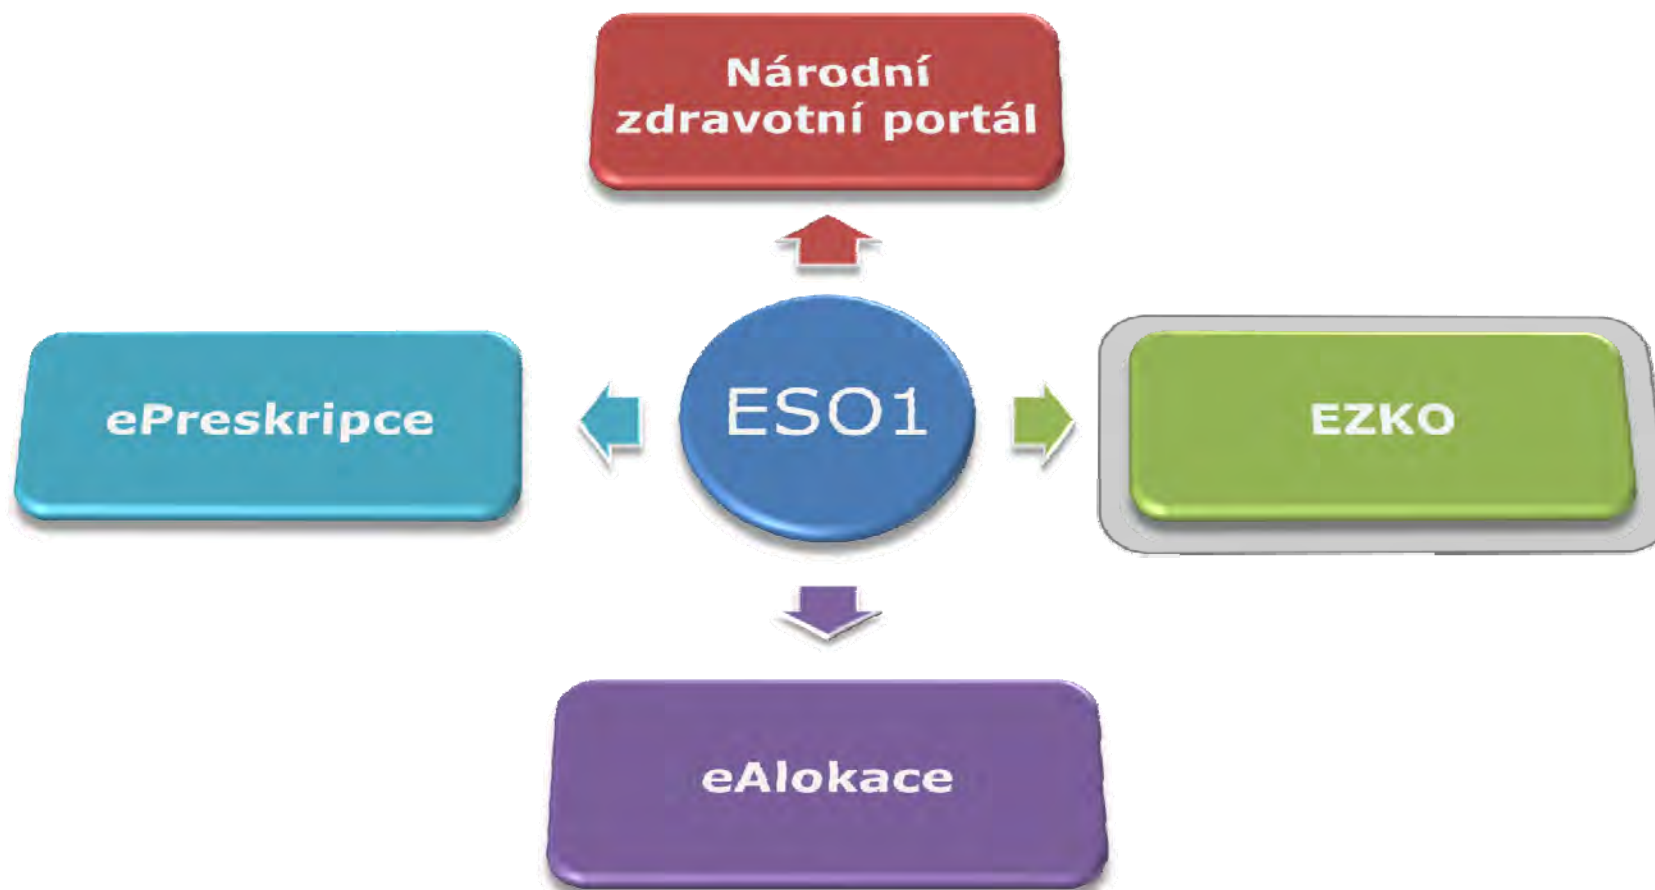 Národní
zdravotní portál
ePreskripce
ESO1
EZKO
eAlokace